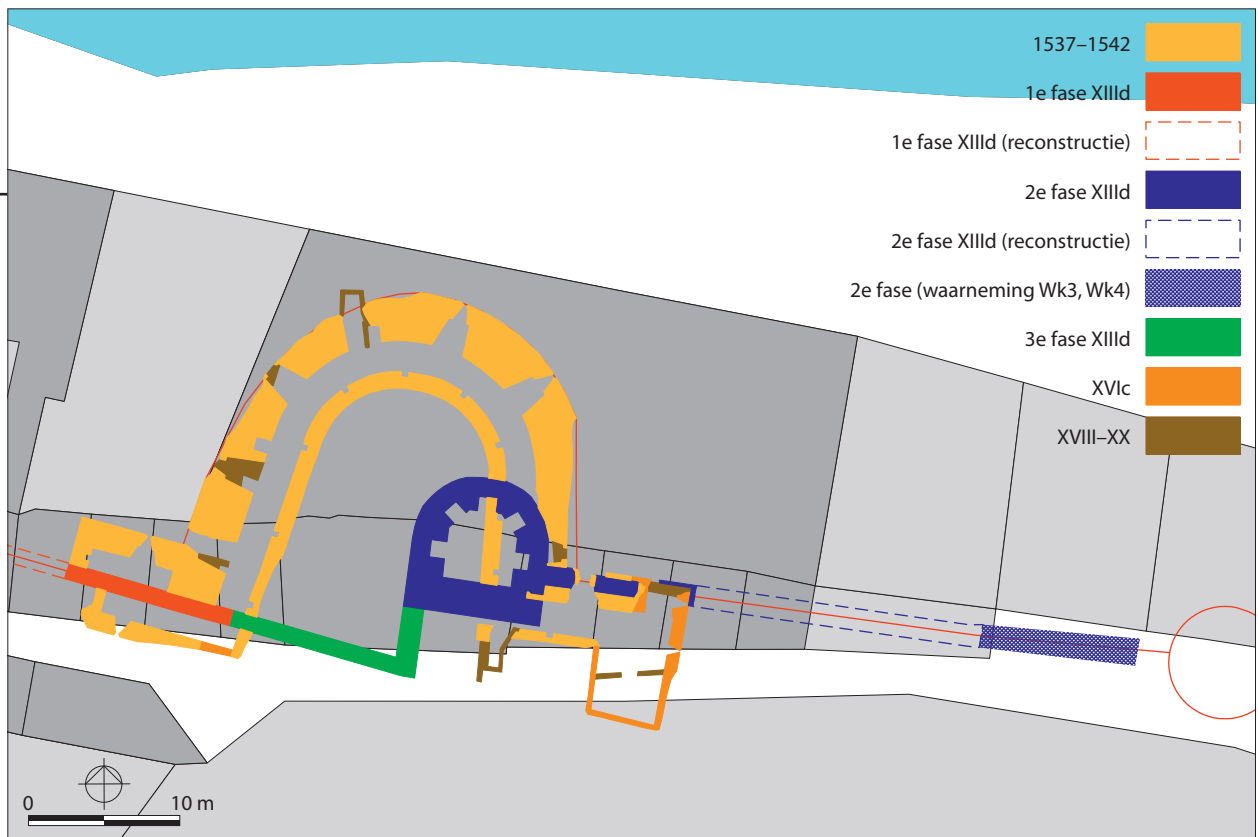 1537–1542
1e fase XIIId
1e fase XIIId (reconstructie)
2e fase XIIId
2e fase XIIId (reconstructie)
2e fase (waarneming Wk3, Wk4)
3e fase XIIId
XVIc
XVIII–XX
0 10 m